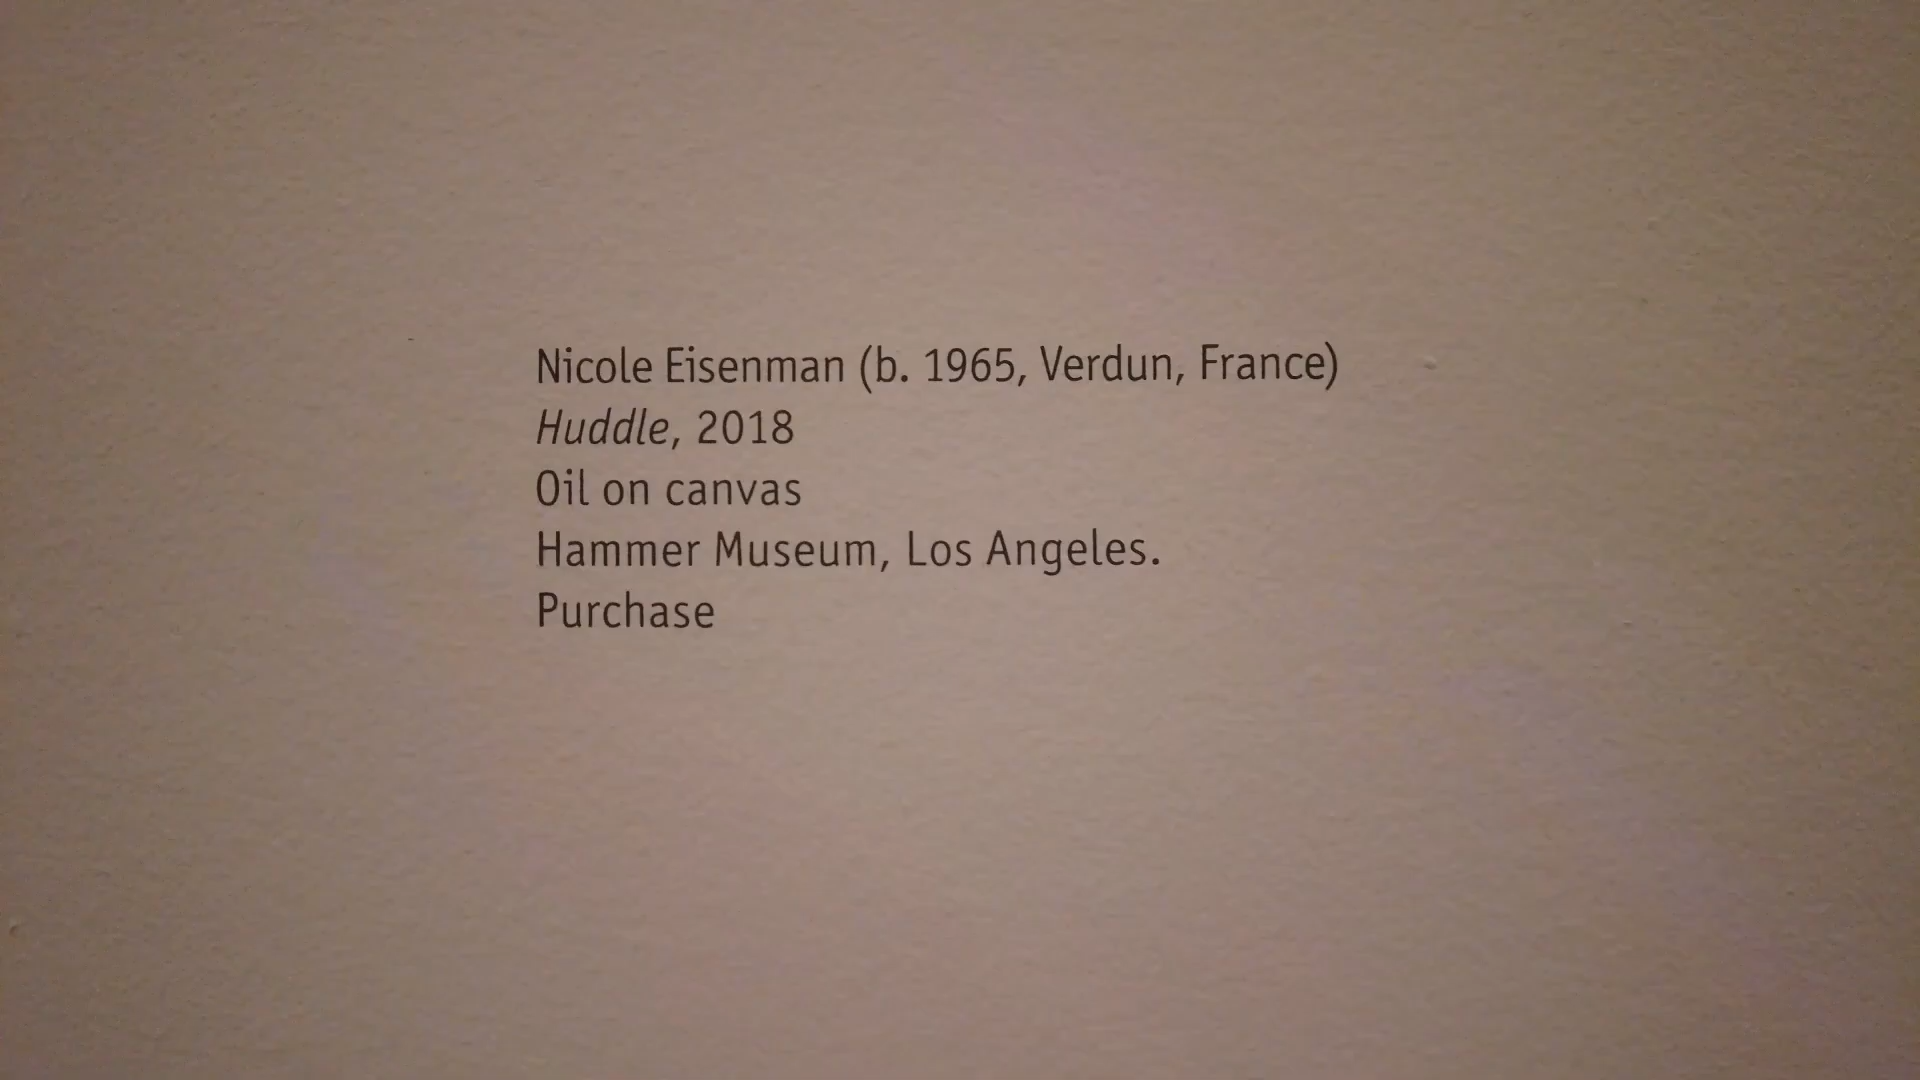 Nicole Eisenman (b. 1965, Verdun, France)
Huddle, 2018
Oil on canvas
Hammer Museum, Los Angeles.
Purchase